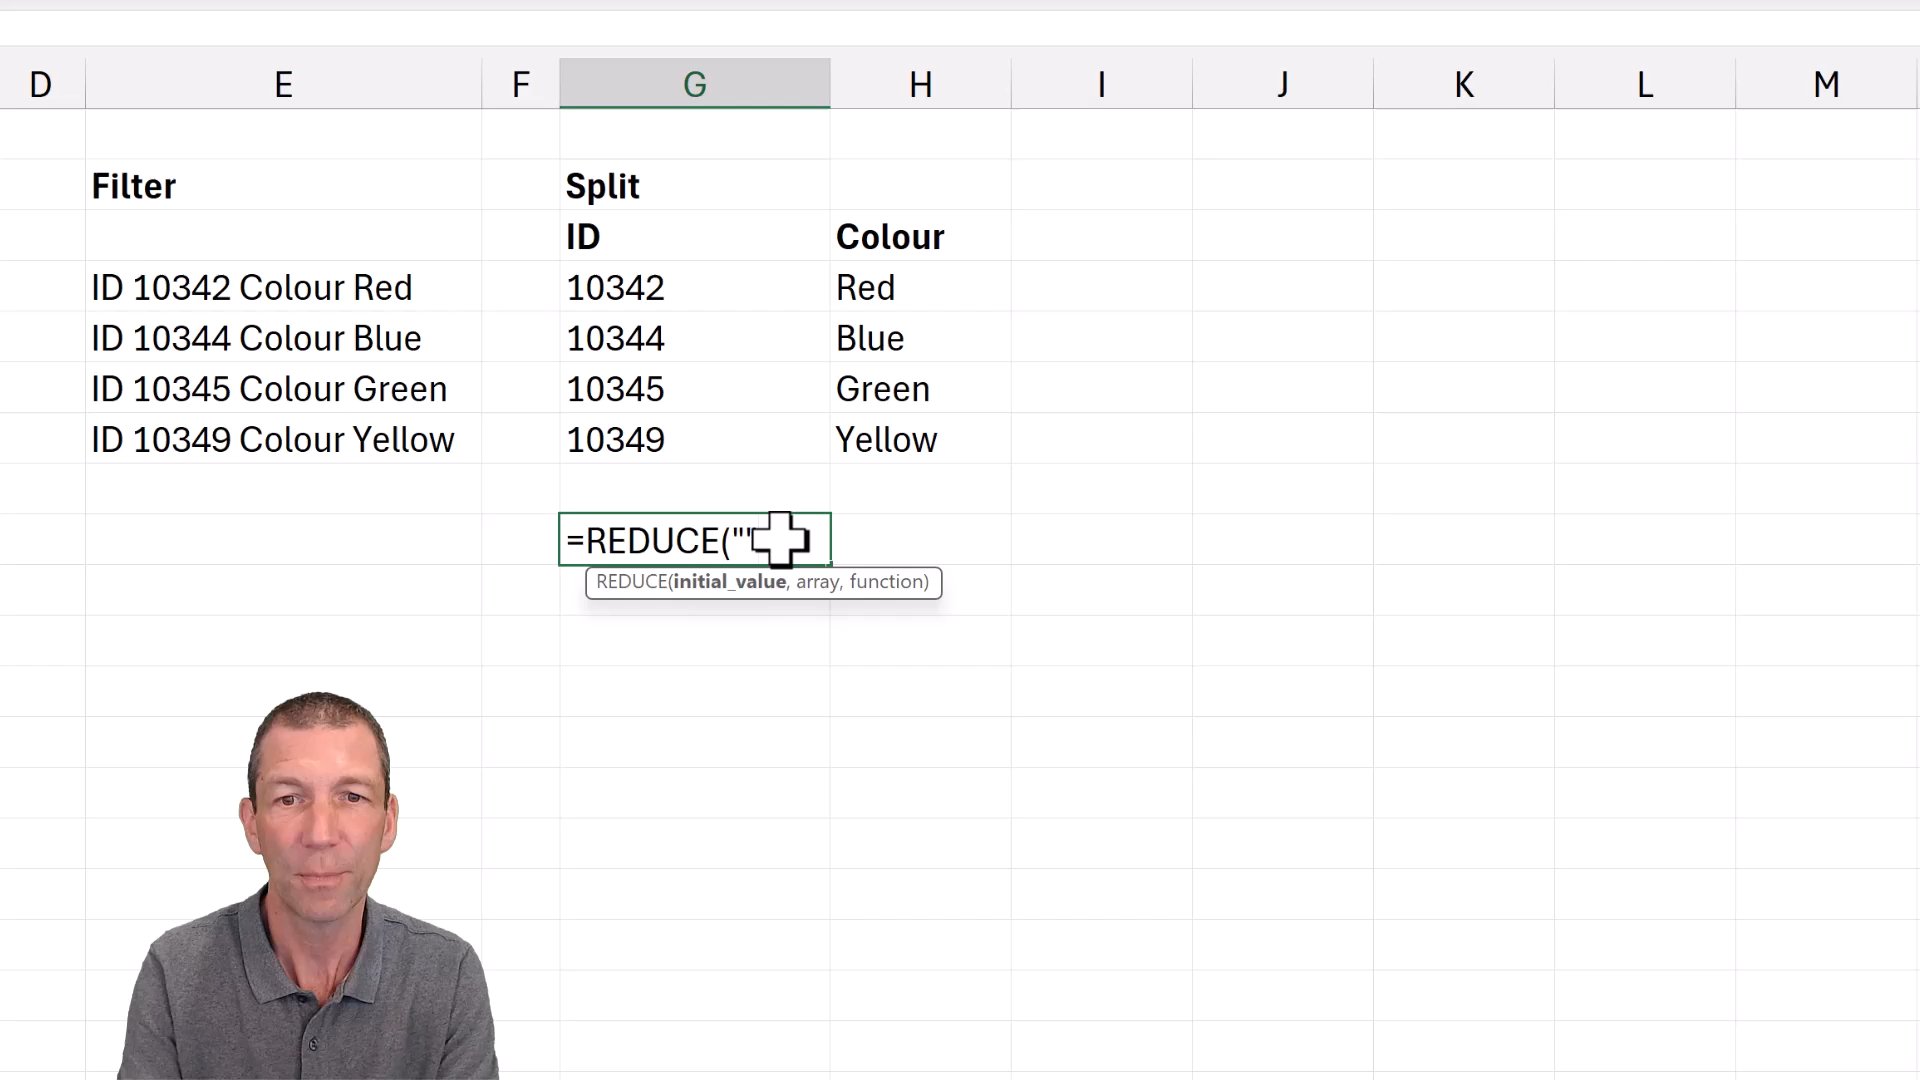 D E F G H I J K L M
Filter Split
ID Colour
ID 10342 Colour Red 10342 Red
ID 10344 Colour Blue 10344 Blue
ID 10345 Colour Green 10345 Green
ID 10349 Colour Yellow 10349 Yellow
=REDUCE(""
REDUCE(initial_value, array, function)